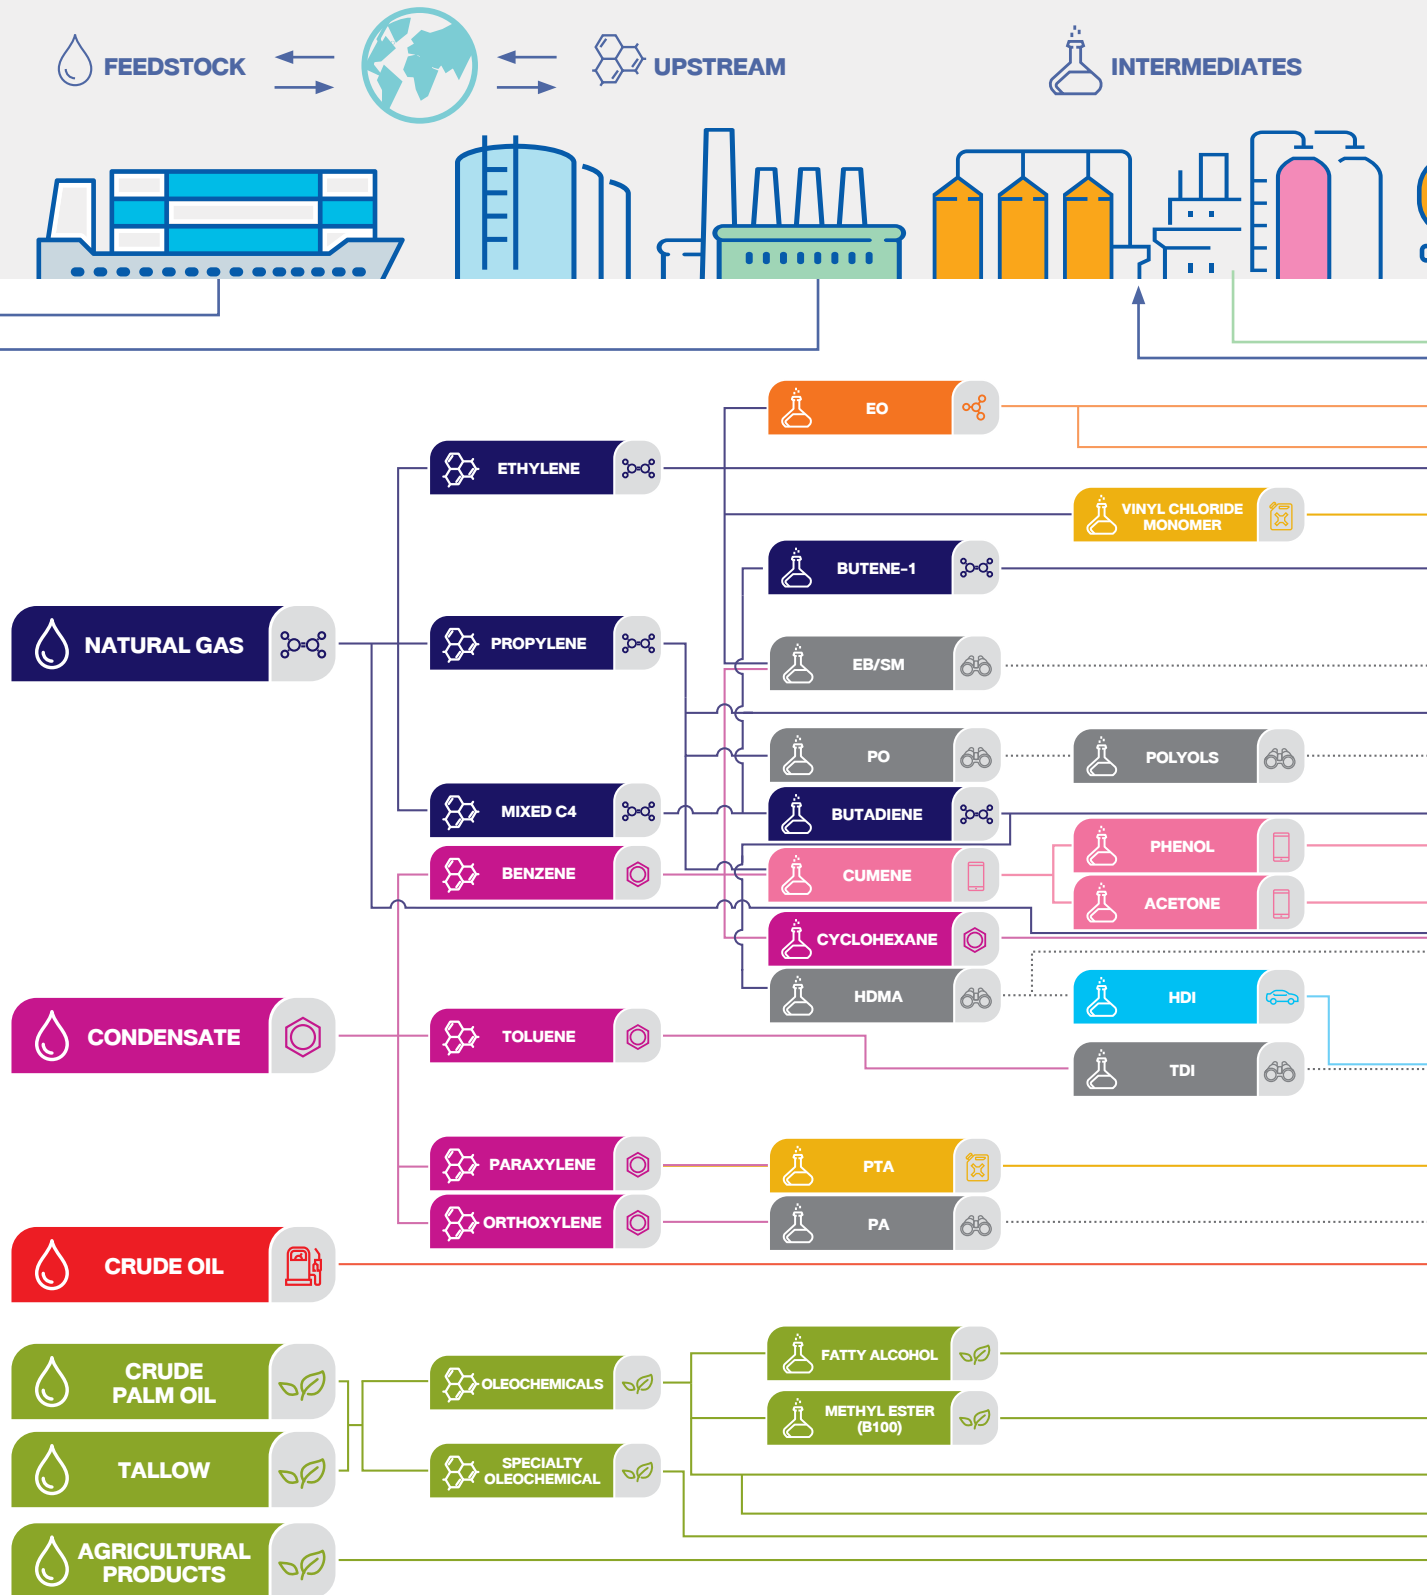 FEEDSTOCK
UPSTREAM
INTERMEDIATES
EO
ETHYLENE
VINYL CHLORIDE
MONOMER
BUTENE-1
NATURAL GAS
PROPYLENE
EB/SM
PO
POLYOLS
MIXED C4
BUTADIENE
PHENOL
BENZENE
CUMENE
ACETONE
CYCLOHEXANE
HDMA
HDI
CONDENSATE
TOLUENE
TDI
PARAXYLENE
PTA
ORTHOXYLENE
PA
CRUDE OIL
CRUDE
PALM OIL
OLEOCHEMICALS
FATTY ALCOHOL
METHYL ESTER
(B100)
TALLOW
SPECIALTY
OLEOCHEMICAL
AGRICULTURAL
PRODUCTS